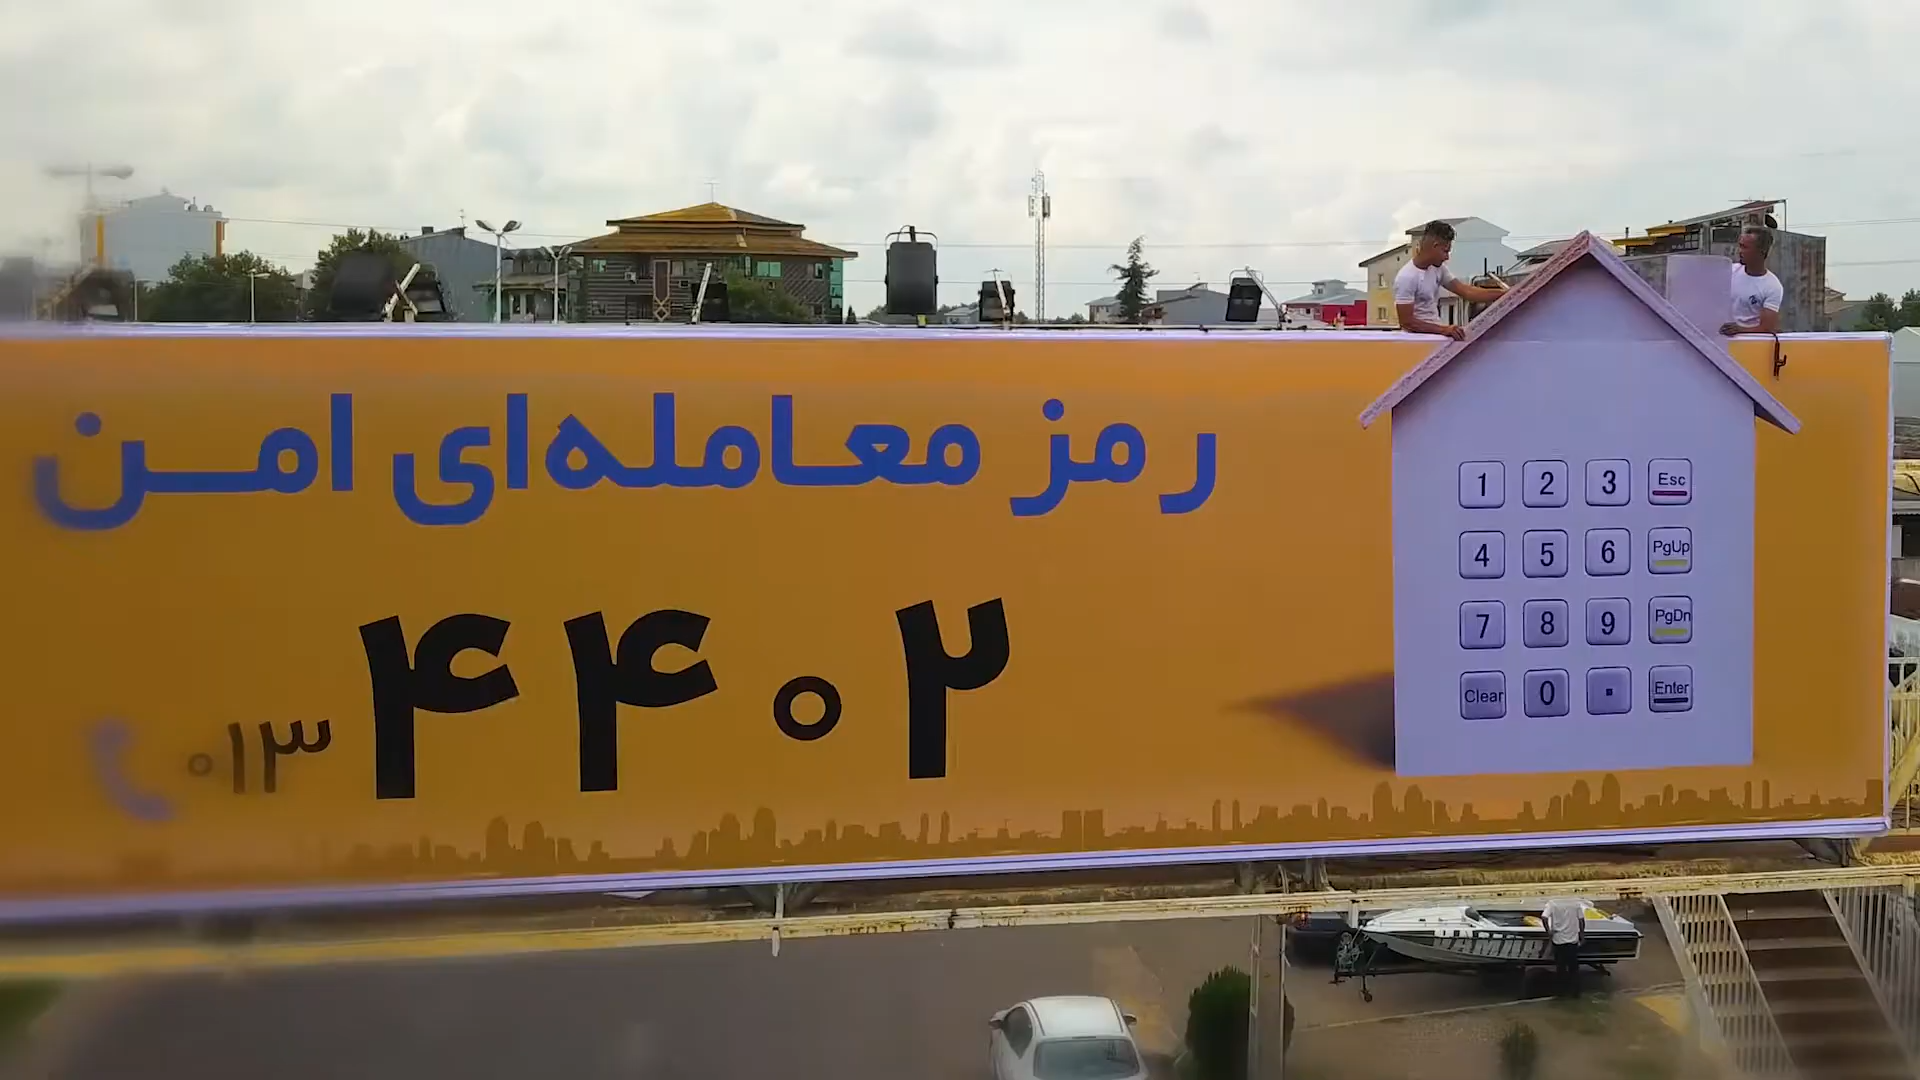 رمز معامله‌ای امن
۰۱۳ ۴۴۰۲
1 2 3 Esc
4 5 6 PgUp
7 8 9 PgDn
Clear 0 . Enter
YAMAHA